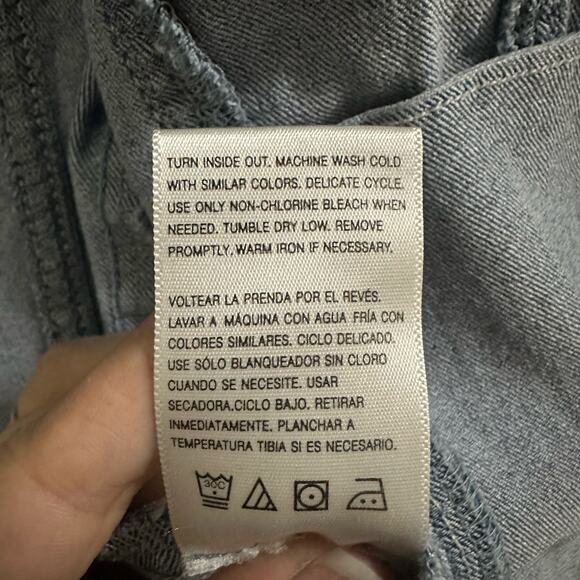 TURN INSIDE OUT. MACHINE WASH COLD
WITH SIMILAR COLORS. DELICATE CYCLE.
USE ONLY NON-CHLORINE BLEACH WHEN
NEEDED. TUMBLE DRY LOW. REMOVE
PROMPTLY. WARM IRON IF NECESSARY.
VOLTEAR LA PRENDA POR EL REVÉS.
LAVAR A MÁQUINA CON AGUA FRÍA CON
COLORES SIMILARES. CICLO DELICADO.
USE SÓLO BLANQUEADOR SIN CLORO
CUANDO SE NECESITE. USAR
SECADORA.CICLO BAJO. RETIRAR
INMEDIATAMENTE. PLANCHAR A
TEMPERATURA TIBIA SI ES NECESARIO.
30C